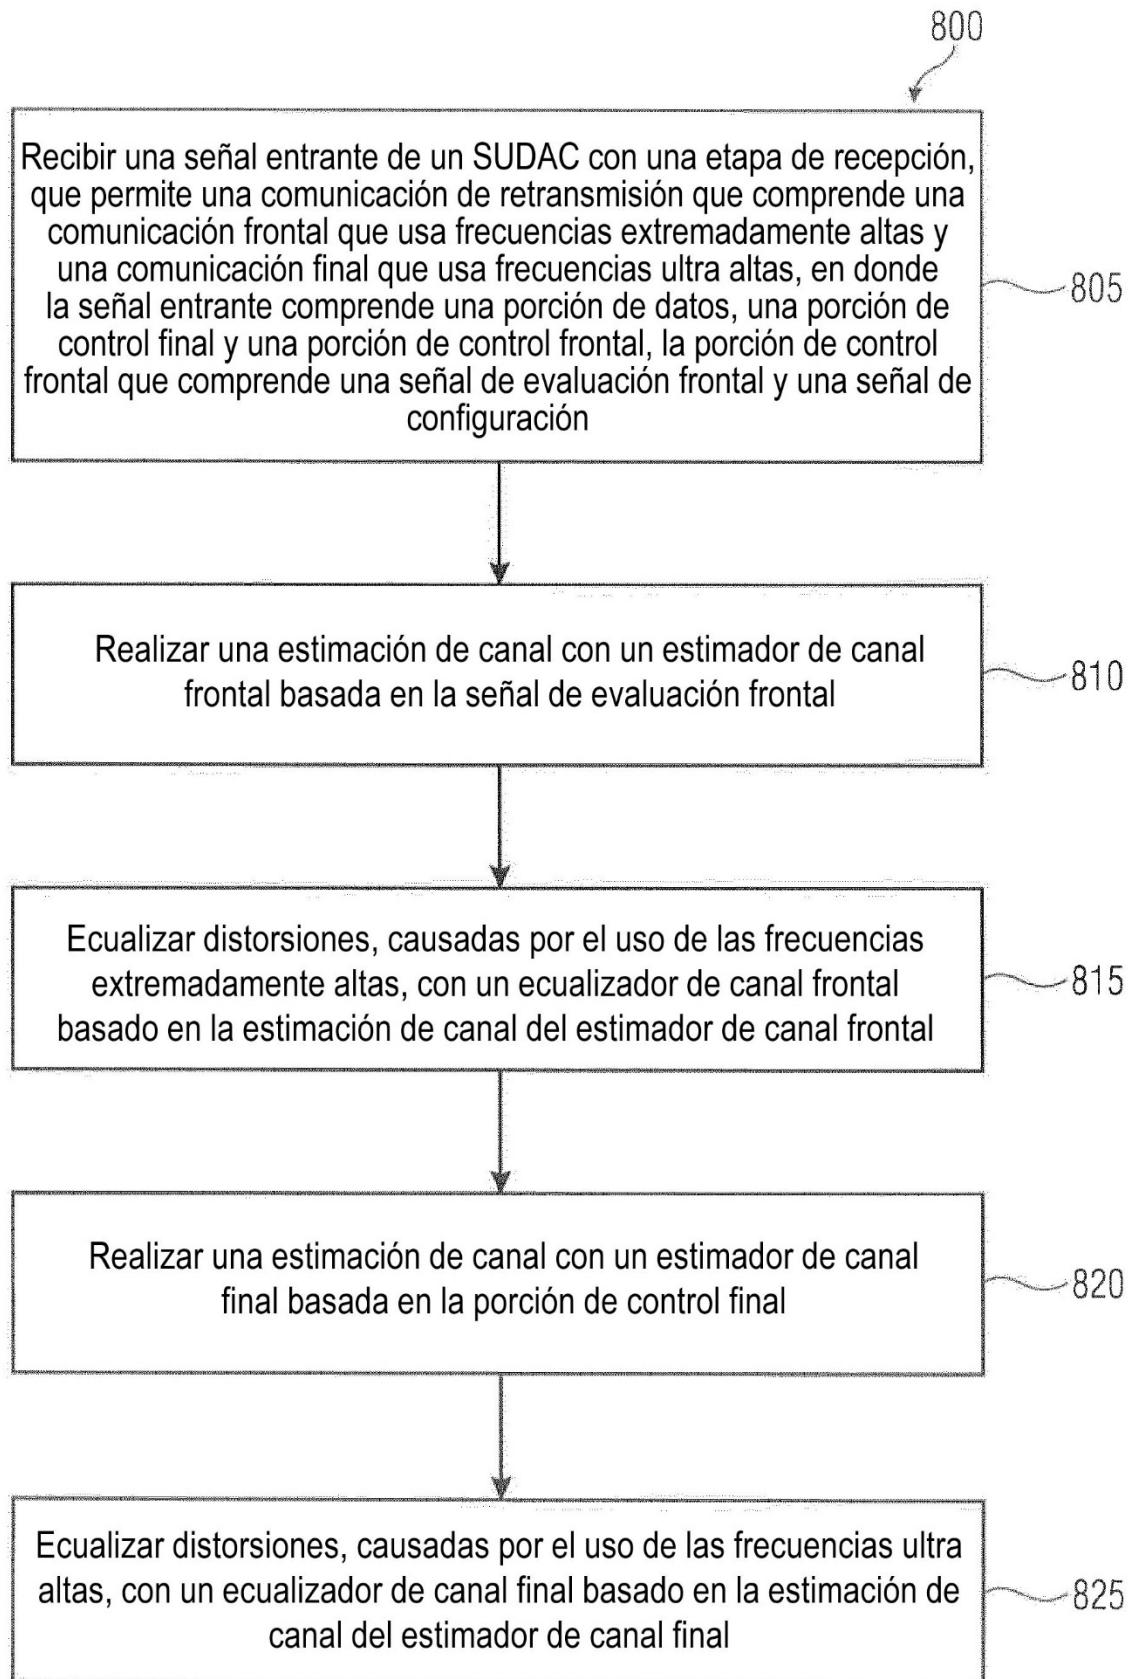 800
Recibir una señal entrante de un SUDAC con una etapa de recepción,
que permite una comunicación de retransmisión que comprende una
comunicación frontal que usa frecuencias extremadamente altas y
una comunicación final que usa frecuencias ultra altas, en donde
la señal entrante comprende una porción de datos, una porción de
control final y una porción de control frontal, la porción de control
frontal que comprende una señal de evaluación frontal y una señal de
configuración
805
Realizar una estimación de canal con un estimador de canal
frontal basada en la señal de evaluación frontal
810
Ecualizar distorsiones, causadas por el uso de las frecuencias
extremadamente altas, con un ecualizador de canal frontal
basado en la estimación de canal del estimador de canal frontal
815
Realizar una estimación de canal con un estimador de canal
final basada en la porción de control final
820
Ecualizar distorsiones, causadas por el uso de las frecuencias ultra
altas, con un ecualizador de canal final basado en la estimación de
canal del estimador de canal final
825